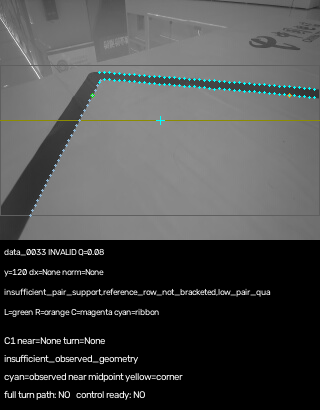 data_0033 INVALID Q=0.08
y=120 dx=None norm=None
insufficient_pair_support,reference_row_not_bracketed,low_pair_qua
L=green R=orange C=magenta cyan=ribbon
C1 near=None turn=None
insufficient_observed_geometry
cyan=observed near midpoint yellow=corner
full turn path: NO control ready: NO